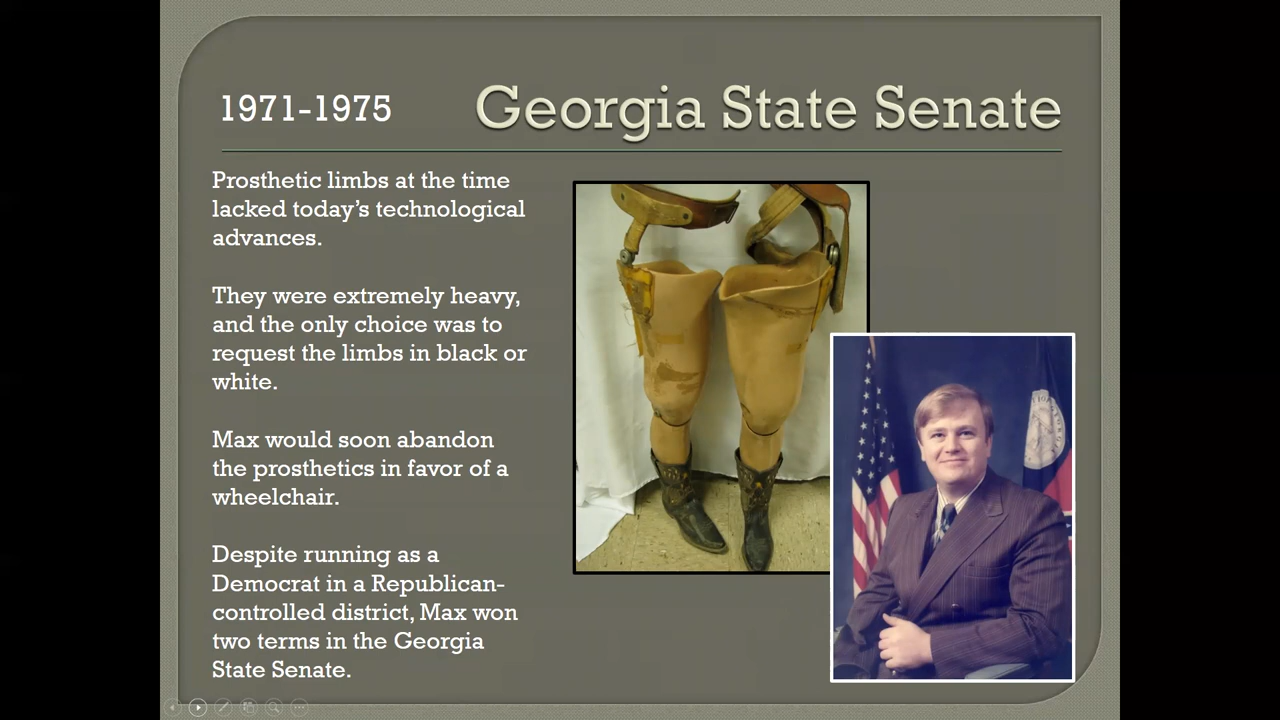 1971-1975
Georgia State Senate
Prosthetic limbs at the time
lacked today's technological
advances.
They were extremely heavy,
and the only choice was to
request the limbs in black or
white.
Max would soon abandon
the prosthetics in favor of a
wheelchair.
Despite running as a
Democrat in a Republican-
controlled district, Max won
two terms in the Georgia
State Senate.